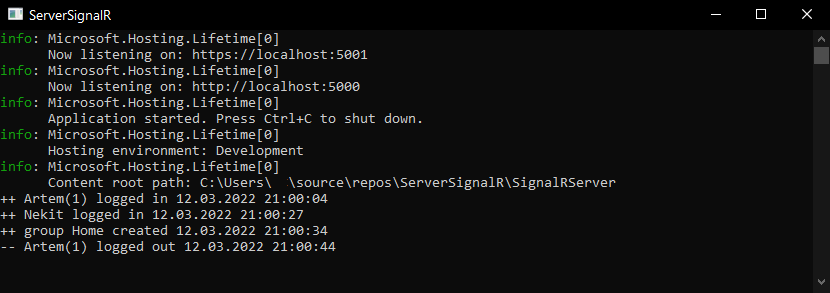 ServerSignalR
info: Microsoft.Hosting.Lifetime[0]
Now listening on: https://localhost:5001
info: Microsoft.Hosting.Lifetime[0]
Now listening on: http://localhost:5000
info: Microsoft.Hosting.Lifetime[0]
Application started. Press Ctrl+C to shut down.
info: Microsoft.Hosting.Lifetime[0]
Hosting environment: Development
info: Microsoft.Hosting.Lifetime[0]
Content root path: C:\Users\ \source\repos\ServerSignalR\SignalRServer
++ Artem(1) logged in 12.03.2022 21:00:04
++ Nekit logged in 12.03.2022 21:00:27
++ group Home created 12.03.2022 21:00:34
-- Artem(1) logged out 12.03.2022 21:00:44